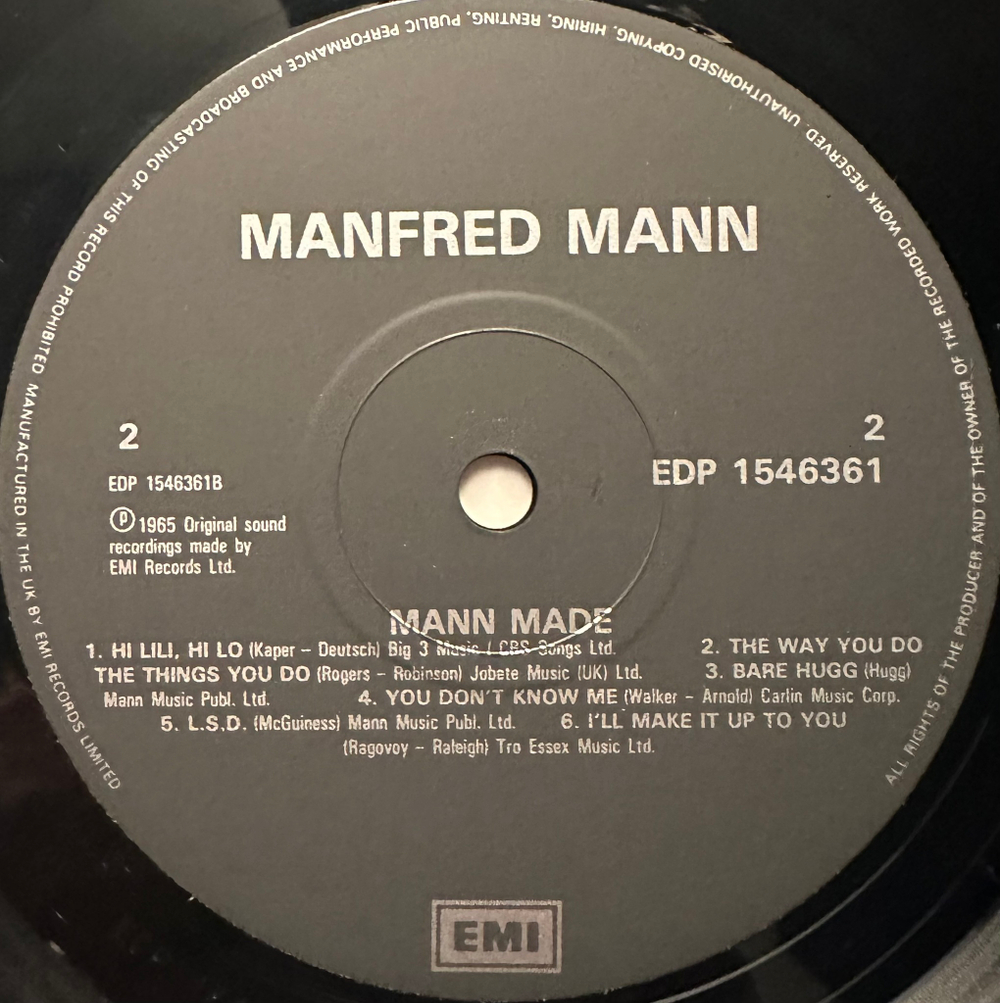 MANFRED MANN
2
EDP 1546361B
Ⓟ 1965 Original sound
recordings made by
EMI Records Ltd.
2
EDP 1546361
MANN MADE
1. HI LILI, HI LO (Kaper – Deutsch) Big 3 Music / CBS Songs Ltd. 2. THE WAY YOU DO
THE THINGS YOU DO (Rogers – Robinson) Jobete Music (UK) Ltd. 3. BARE HUGG (Hugg)
Mann Music Publ. Ltd. 4. YOU DON'T KNOW ME (Walker – Arnold) Carlin Music Corp.
5. L.S.D. (McGuiness) Mann Music Publ. Ltd. 6. I'LL MAKE IT UP TO YOU
(Ragovoy – Raleigh) Tro Essex Music Ltd.
EMI
ALL RIGHTS OF THE PRODUCER AND OF THE OWNER OF THE RECORDED WORK RESERVED. UNAUTHORISED COPYING, HIRING, RENTING, PUBLIC PERFORMANCE AND BROADCASTING OF THIS RECORD PROHIBITED MANUFACTURED IN THE UK BY EMI RECORDS LIMITED